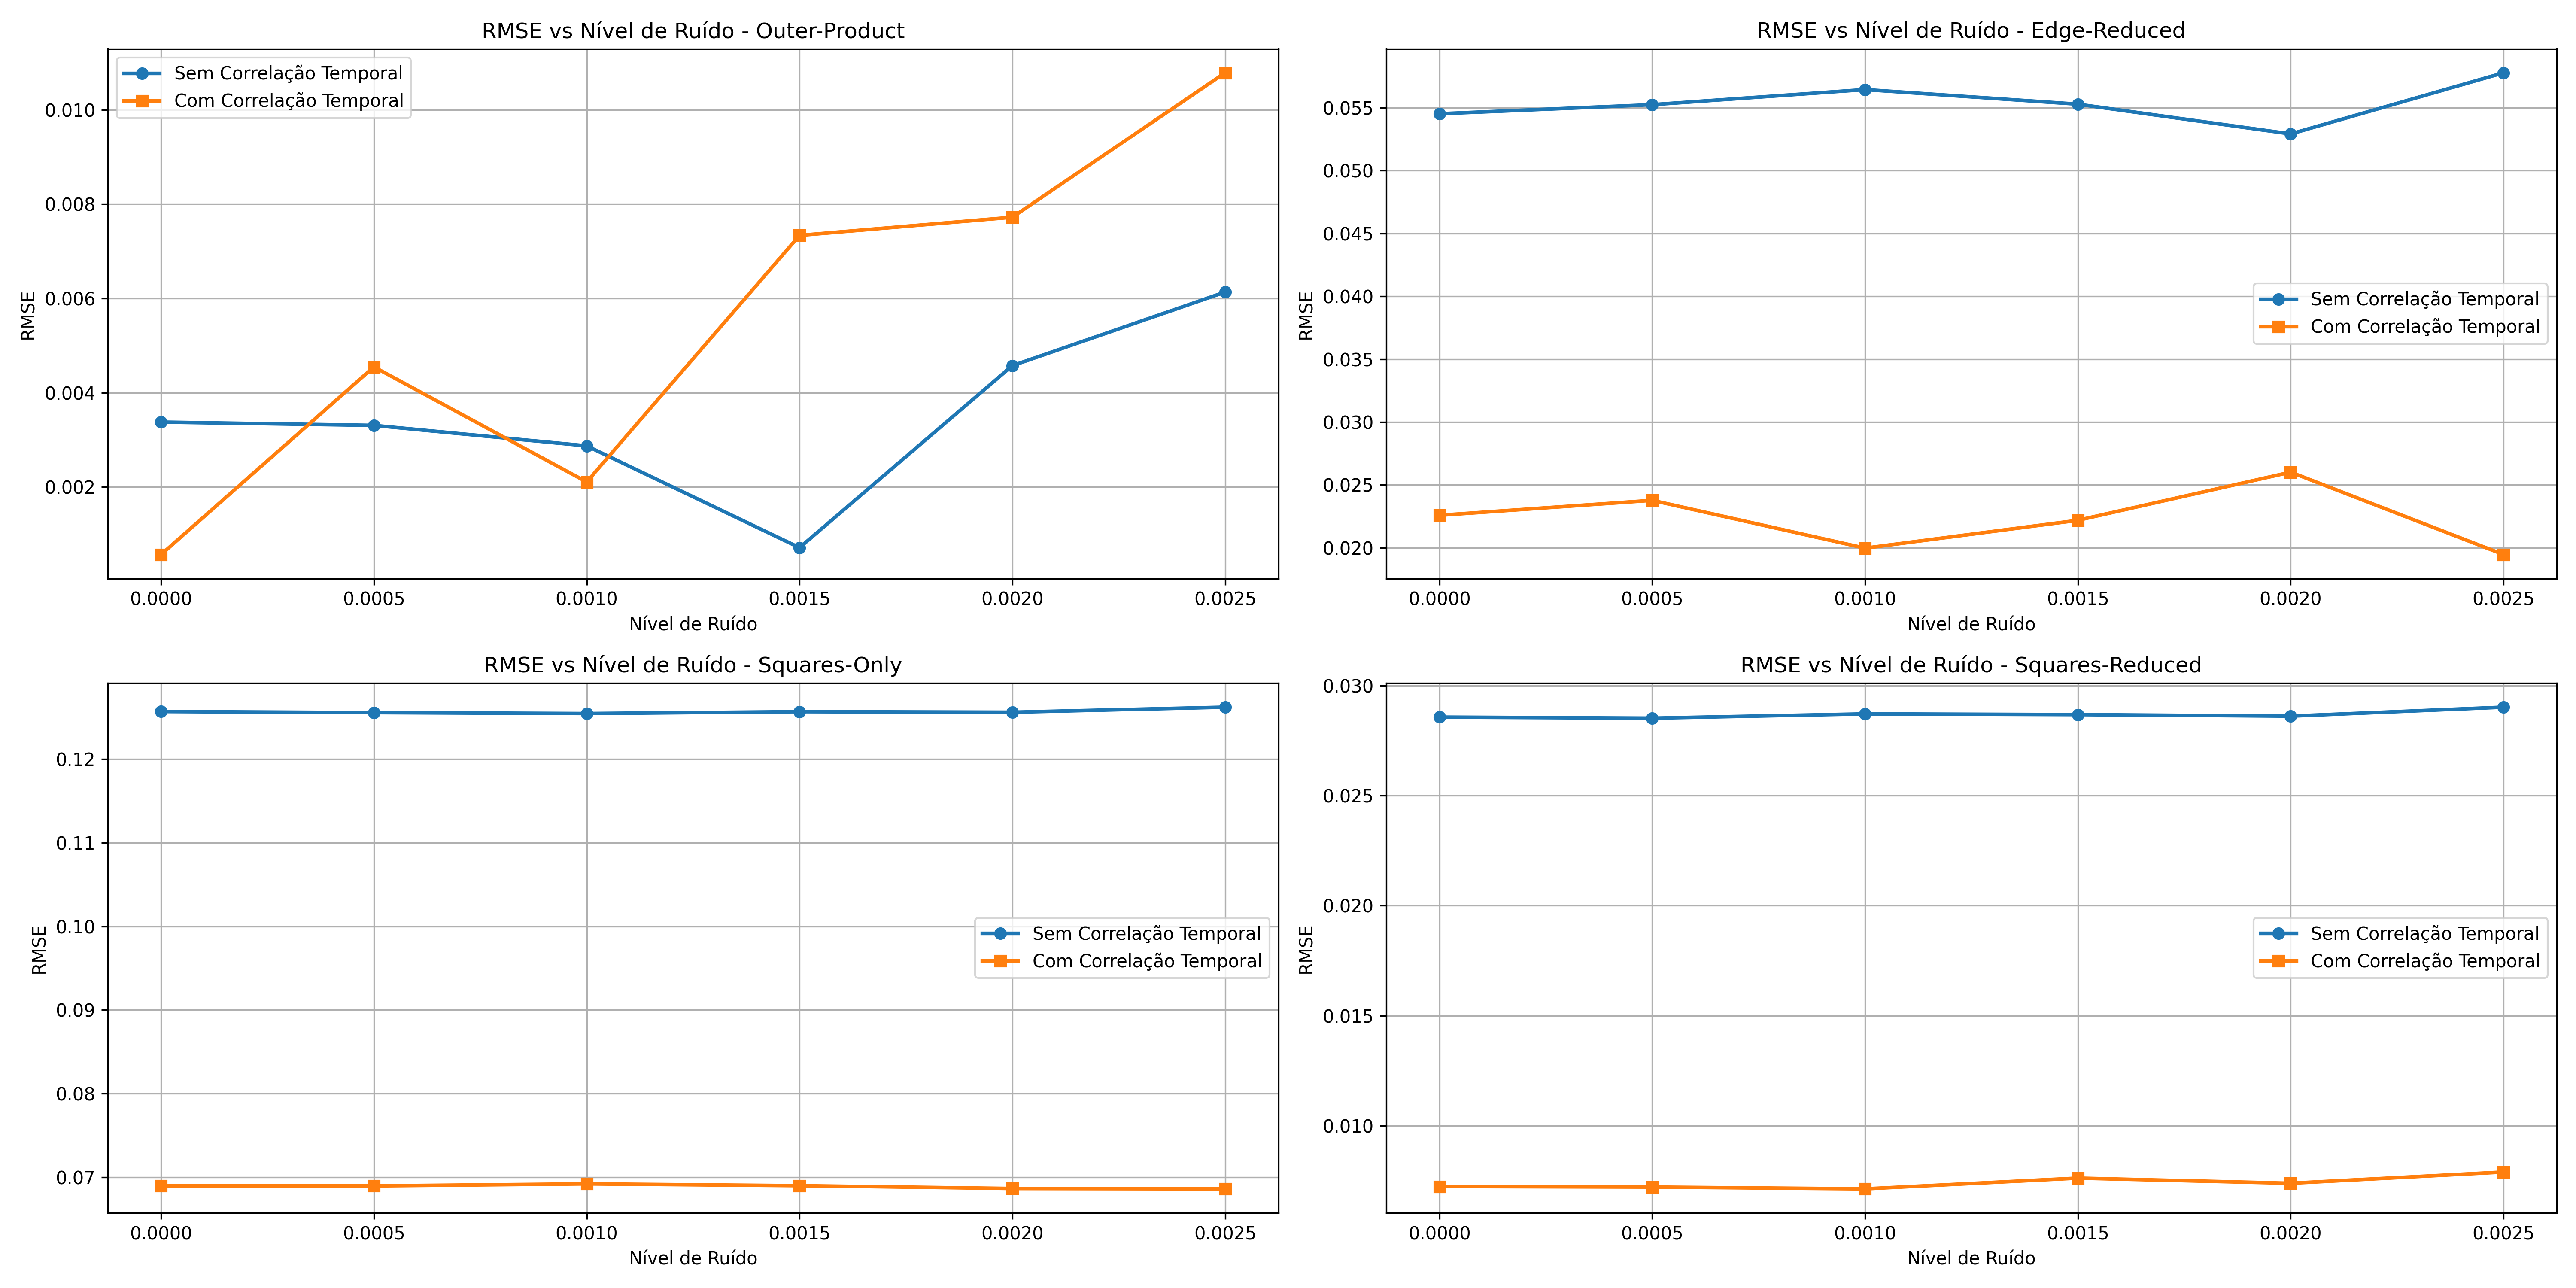 RMSE vs Nível de Ruído - Outer-Product
Sem Correlação Temporal
Com Correlação Temporal
0.010
0.008
0.006
0.004
0.002
RMSE
0.0000 0.0005 0.0010 0.0015 0.0020 0.0025
Nível de Ruído
RMSE vs Nível de Ruído - Edge-Reduced
0.055
0.050
0.045
0.040
0.035
0.030
0.025
0.020
RMSE
Sem Correlação Temporal
Com Correlação Temporal
0.0000 0.0005 0.0010 0.0015 0.0020 0.0025
Nível de Ruído
RMSE vs Nível de Ruído - Squares-Only
0.12
0.11
0.10
0.09
0.08
0.07
RMSE
Sem Correlação Temporal
Com Correlação Temporal
0.0000 0.0005 0.0010 0.0015 0.0020 0.0025
Nível de Ruído
RMSE vs Nível de Ruído - Squares-Reduced
0.030
0.025
0.020
0.015
0.010
RMSE
Sem Correlação Temporal
Com Correlação Temporal
0.0000 0.0005 0.0010 0.0015 0.0020 0.0025
Nível de Ruído